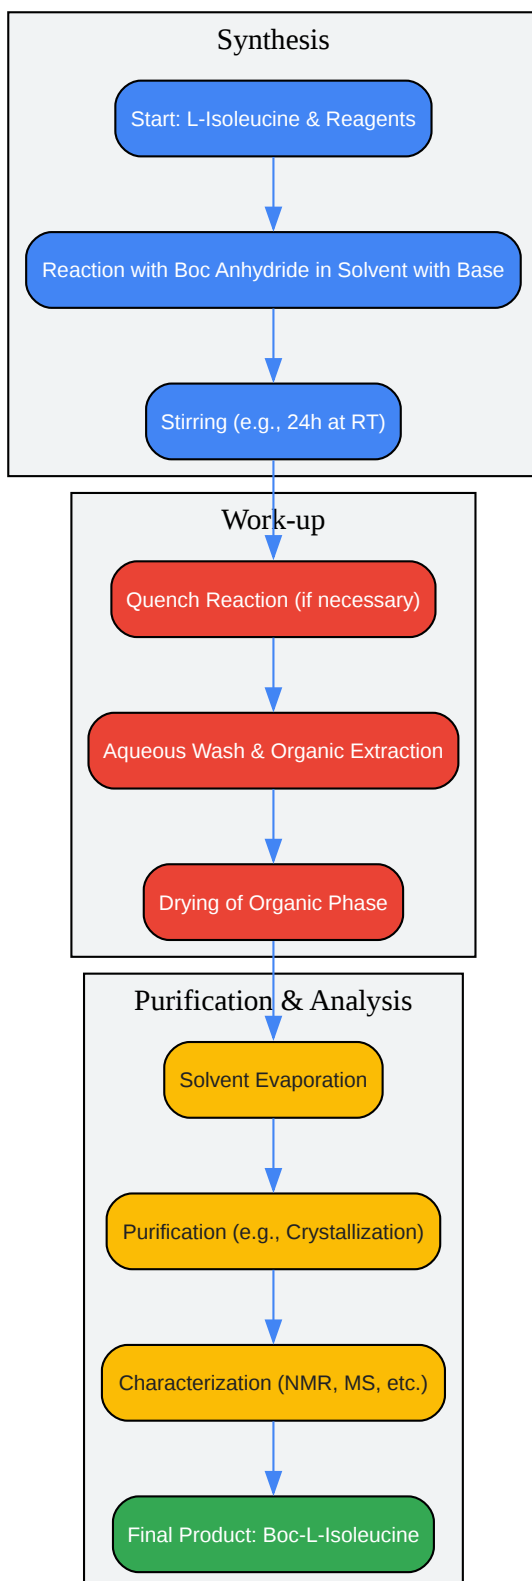 Synthesis
Start: L-Isoleucine & Reagents
Reaction with Boc Anhydride in Solvent with Base
Stirring (e.g., 24h at RT)
Work-up
Quench Reaction (if necessary)
Aqueous Wash & Organic Extraction
Drying of Organic Phase
Purification & Analysis
Solvent Evaporation
Purification (e.g., Crystallization)
Characterization (NMR, MS, etc.)
Final Product: Boc-L-Isoleucine